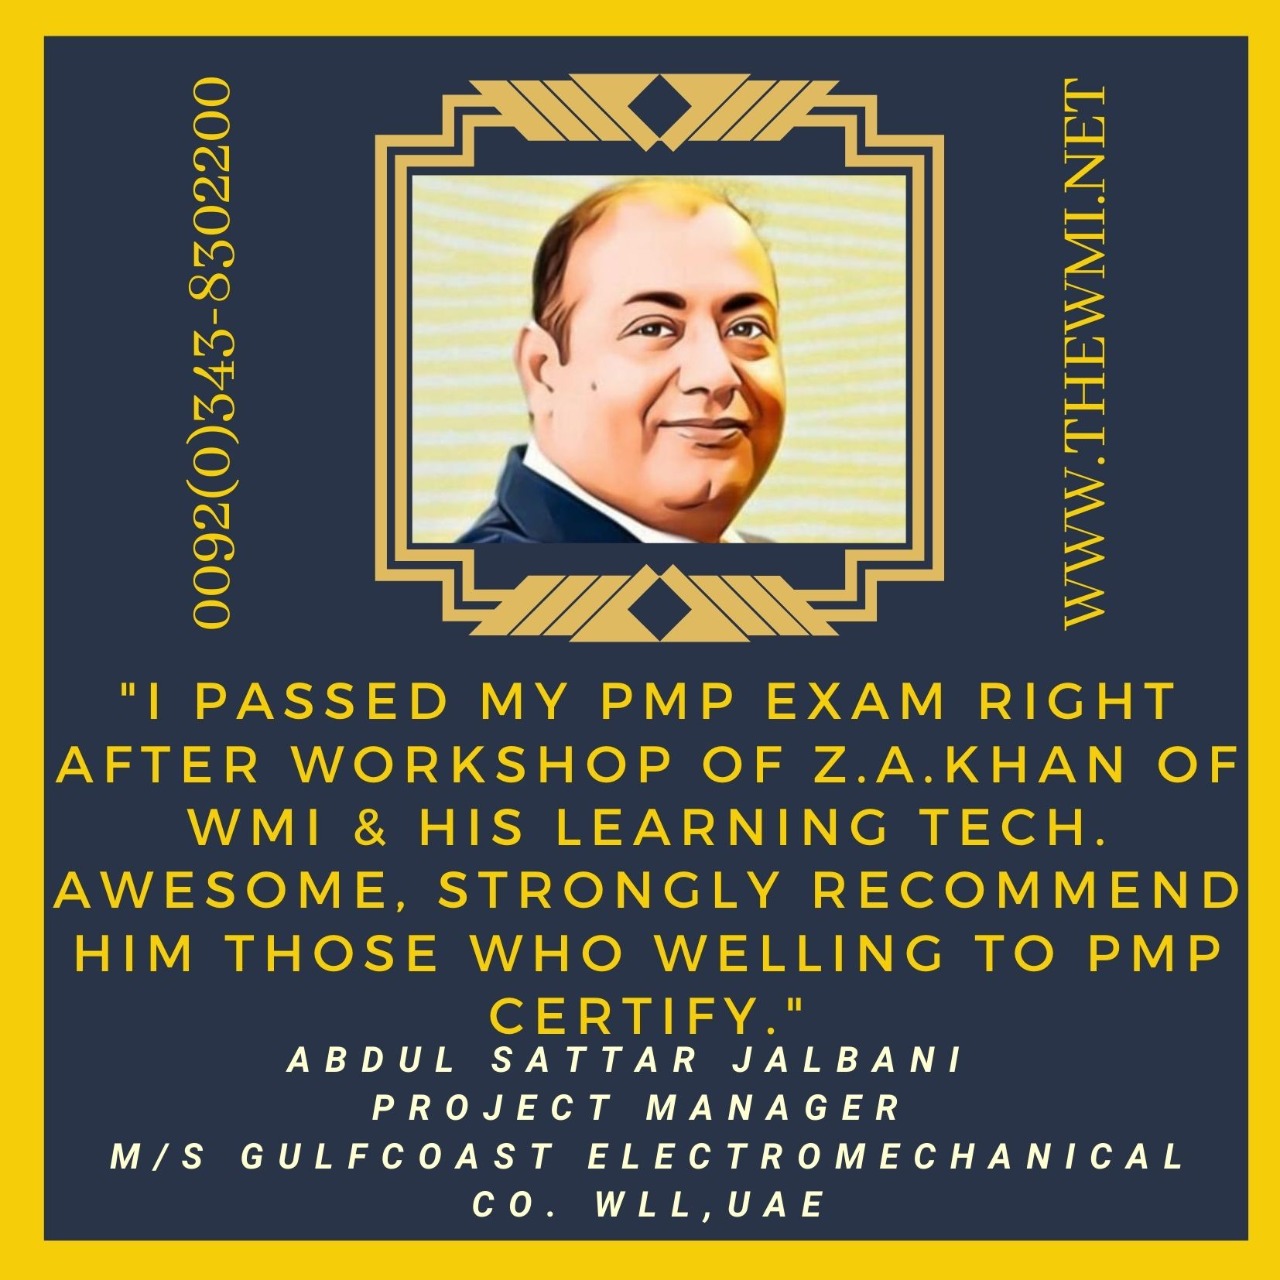 0092(0)343-8302200
WWW.THEWMI.NET
"I PASSED MY PMP EXAM RIGHT
AFTER WORKSHOP OF Z.A.KHAN OF
WMI & HIS LEARNING TECH.
AWESOME, STRONGLY RECOMMEND
HIM THOSE WHO WELLING TO PMP
CERTIFY."
ABDUL SATTAR JALBANI
PROJECT MANAGER
M/S GULFCOAST ELECTROMECHANICAL
CO. WLL,UAE